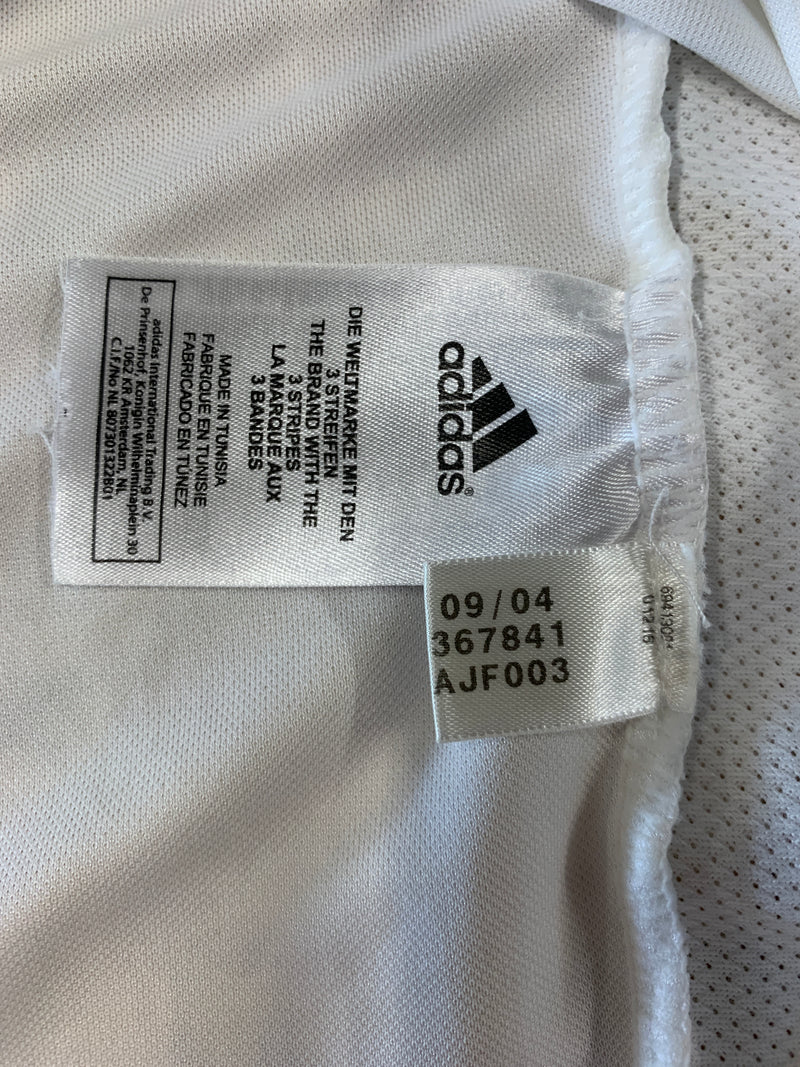 adidas®
DIE WELTMARKE MIT DEN
3 STREIFEN
THE BRAND WITH THE
3 STRIPES
LA MARQUE AUX
3 BANDES
MADE IN TUNISIA
FABRIQUE EN TUNISIE
FABRICADO EN TUNEZ
adidas International Trading B.V.
De Prinsenhof, Konigin Wilhelminaplein 30
1062 KR Amsterdam, NL
C.I.F./No NL 807301322B01
09/04
367841
AJF003